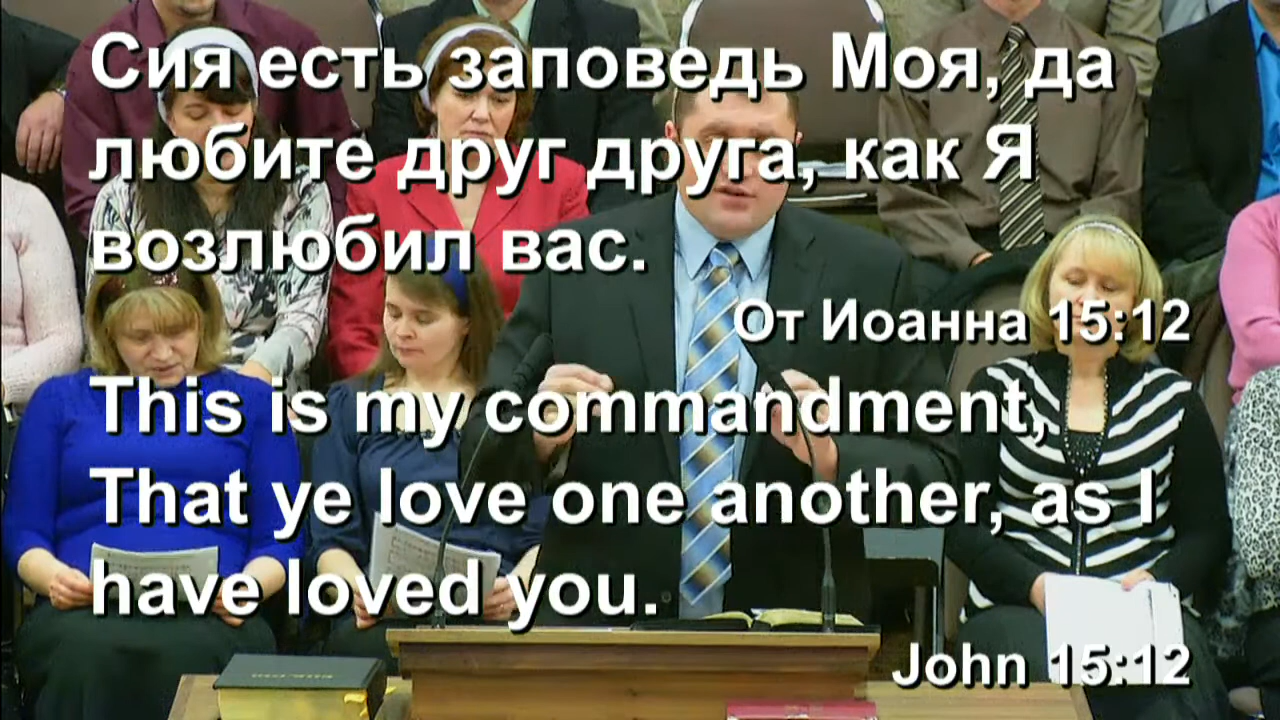 Сия есть заповедь Моя, да
любите друг друга, как Я
возлюбил вас.
От Иоанна 15:12
This is my commandment,
That ye love one another, as I
have loved you.
John 15:12